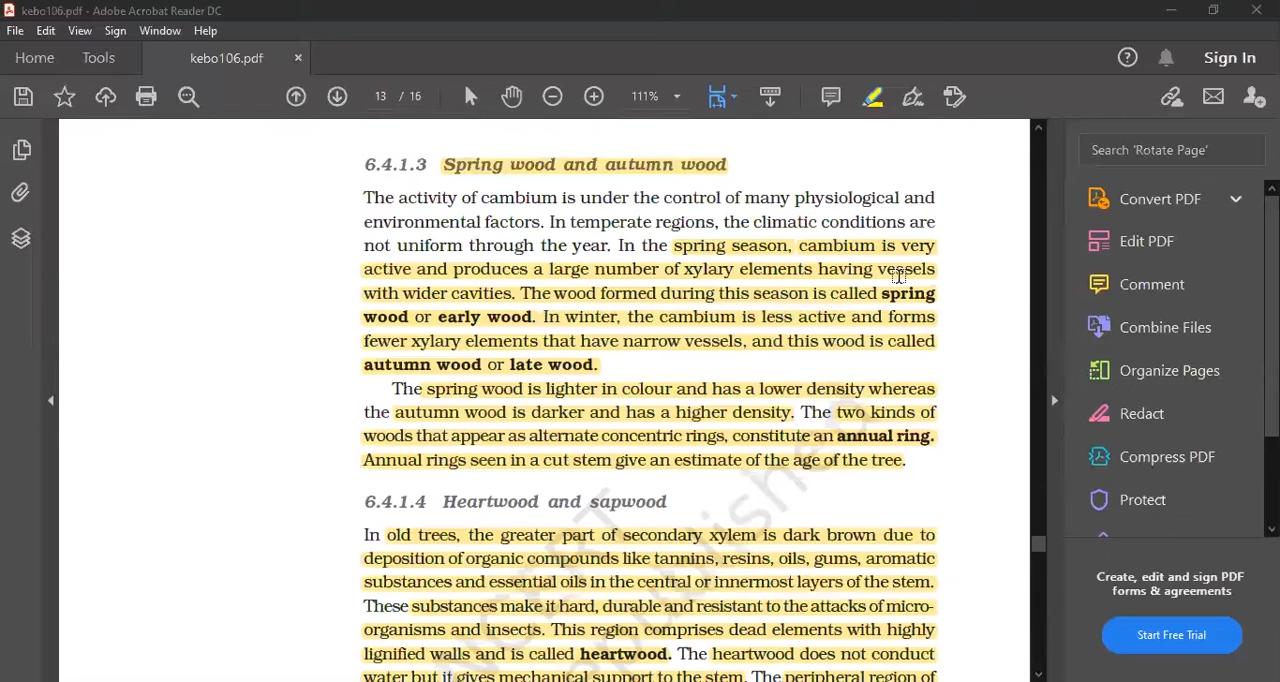 kebo106.pdf - Adobe Acrobat Reader DC
File Edit View Sign Window Help
Home Tools kebo106.pdf × Sign In
13 / 16 111%
Search 'Rotate Page'
Convert PDF
Edit PDF
Comment
Combine Files
Organize Pages
Redact
Compress PDF
Protect
Create, edit and sign PDF
forms & agreements
Start Free Trial
6.4.1.3 Spring wood and autumn wood
The activity of cambium is under the control of many physiological and
environmental factors. In temperate regions, the climatic conditions are
not uniform through the year. In the spring season, cambium is very
active and produces a large number of xylary elements having vessels
with wider cavities. The wood formed during this season is called spring
wood or early wood. In winter, the cambium is less active and forms
fewer xylary elements that have narrow vessels, and this wood is called
autumn wood or late wood.
The spring wood is lighter in colour and has a lower density whereas
the autumn wood is darker and has a higher density. The two kinds of
woods that appear as alternate concentric rings, constitute an annual ring.
Annual rings seen in a cut stem give an estimate of the age of the tree.
6.4.1.4 Heartwood and sapwood
In old trees, the greater part of secondary xylem is dark brown due to
deposition of organic compounds like tannins, resins, oils, gums, aromatic
substances and essential oils in the central or innermost layers of the stem.
These substances make it hard, durable and resistant to the attacks of micro-
organisms and insects. This region comprises dead elements with highly
lignified walls and is called heartwood. The heartwood does not conduct
water but it gives mechanical support to the stem. The peripheral region of